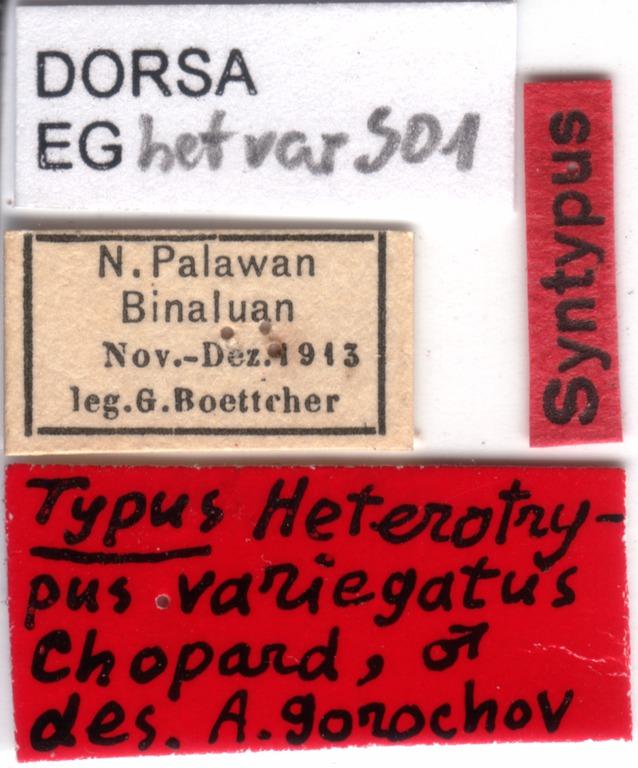 DORSA
EG het var S01
Syntypus
N. Palawan
Binaluan
Nov.-Dez. 1913
leg. G. Boettcher
Typus Heterotry-
pus variegatus
Chopard, ♂
des. A. Gorochov